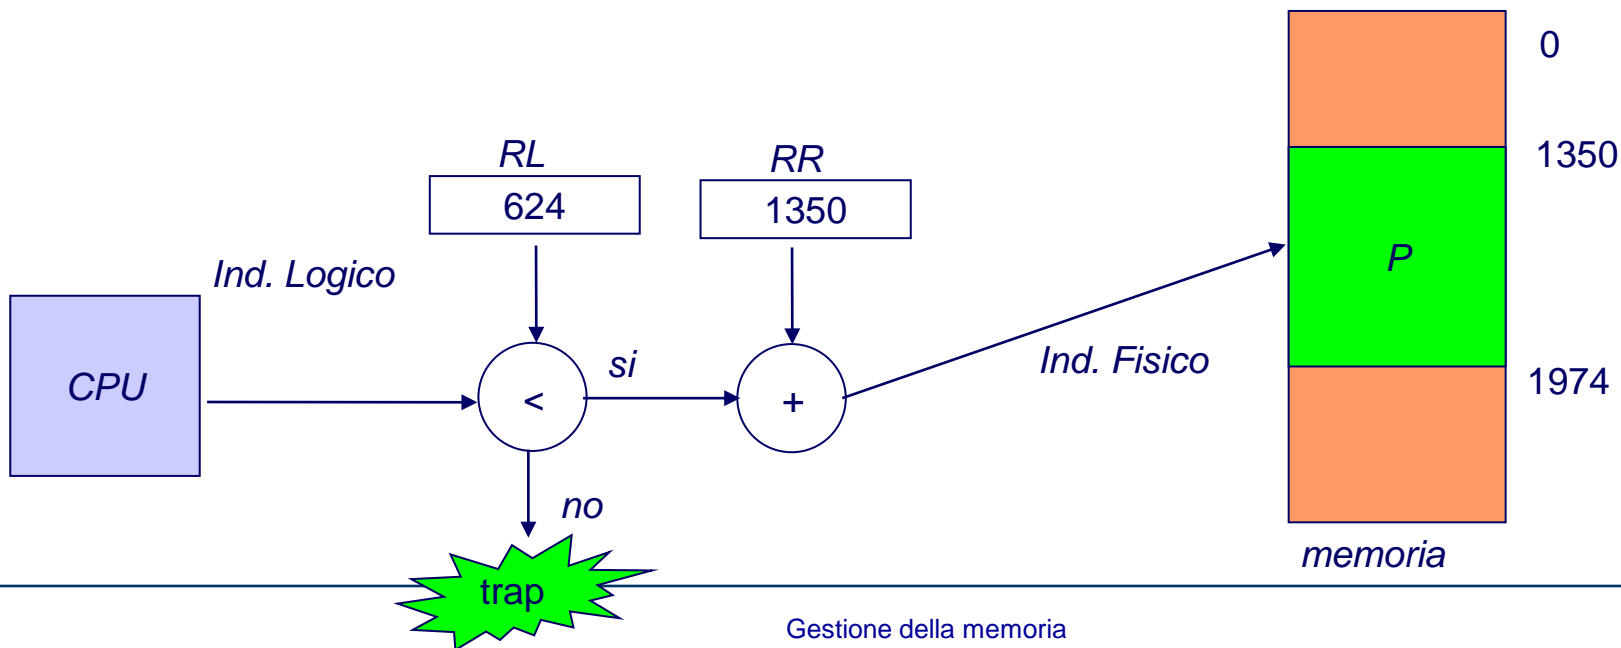 0
RL
RR
1350
624
1350
Ind. Logico
P
si
Ind. Fisico
CPU
<
+
1974
no
memoria
trap
Gestione della memoria